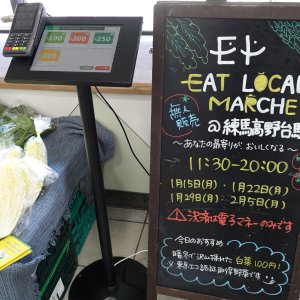 -100
-200
-250
EAT LOCAL
MARCHE
無人
販売
@練馬高野台駅
～あなたの最寄りがおいしくなる～
11:30-20:00
1月15日(月)・1月22日(月)
1月29日(月)・2月5日(月)
⚠決済は電子マネーのみです
今日のおすすめ
暖冬で沢山採れた 白菜100円!